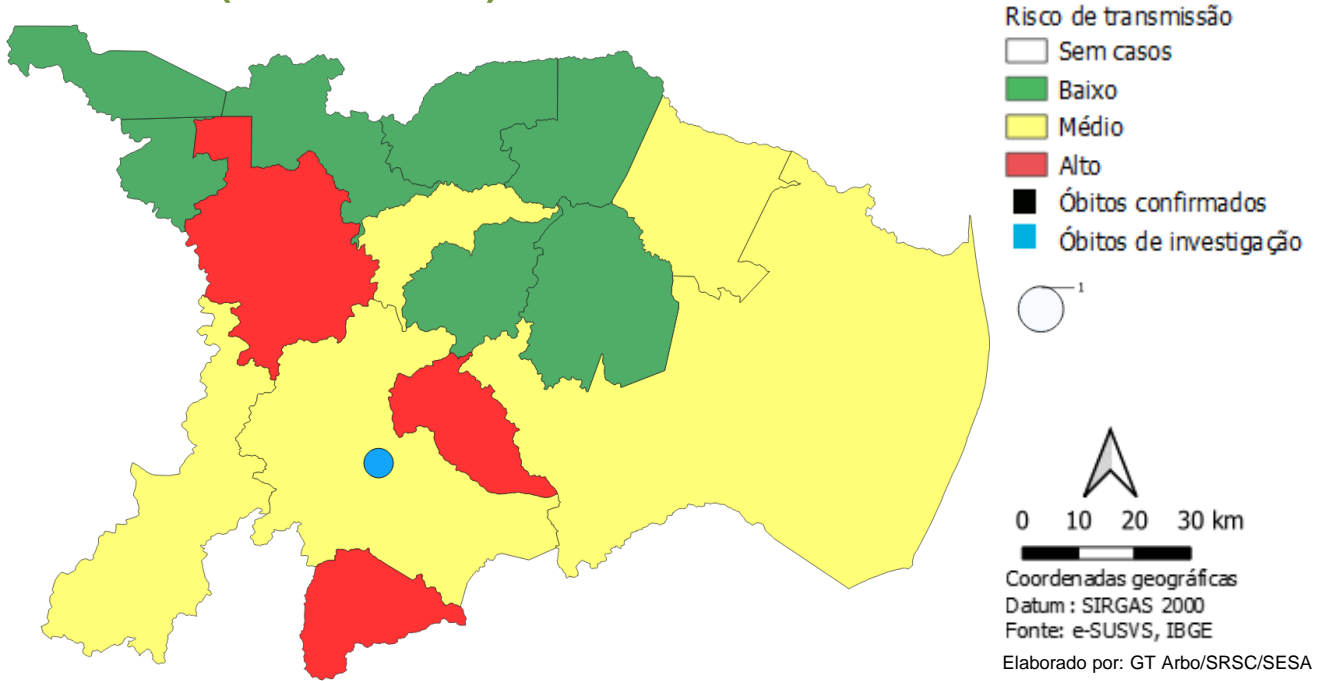 Risco de transmissão
Sem casos
Baixo
Médio
Alto
Óbitos confirmados
Óbitos de investigação
1
0 10 20 30 km
Coordenadas geográficas
Datum : SIRGAS 2000
Fonte: e-SUSVS, IBGE
Elaborado por: GT Arbo/SRSC/SESA